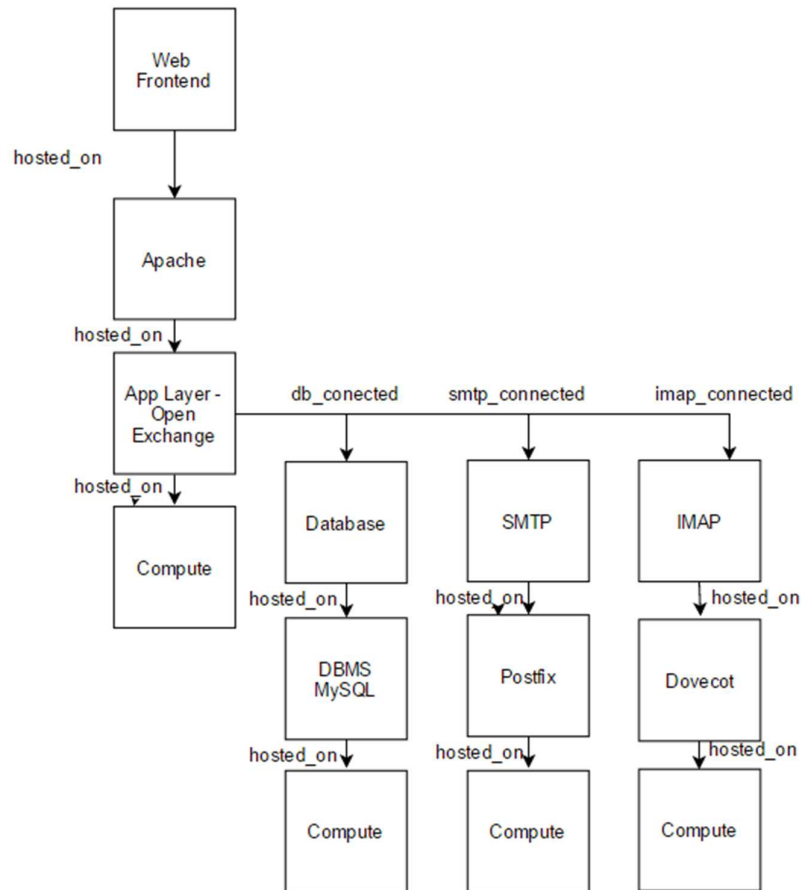 Web
Frontend
hosted_on
Apache
hosted_on
App Layer -
Open
Exchange
db_conected
smtp_connected
imap_connected
hosted_on
Compute
Database
SMTP
IMAP
hosted_on
hosted_on
hosted_on
DBMS
MySQL
Postfix
Dovecot
hosted_on
hosted_on
hosted_on
Compute
Compute
Compute